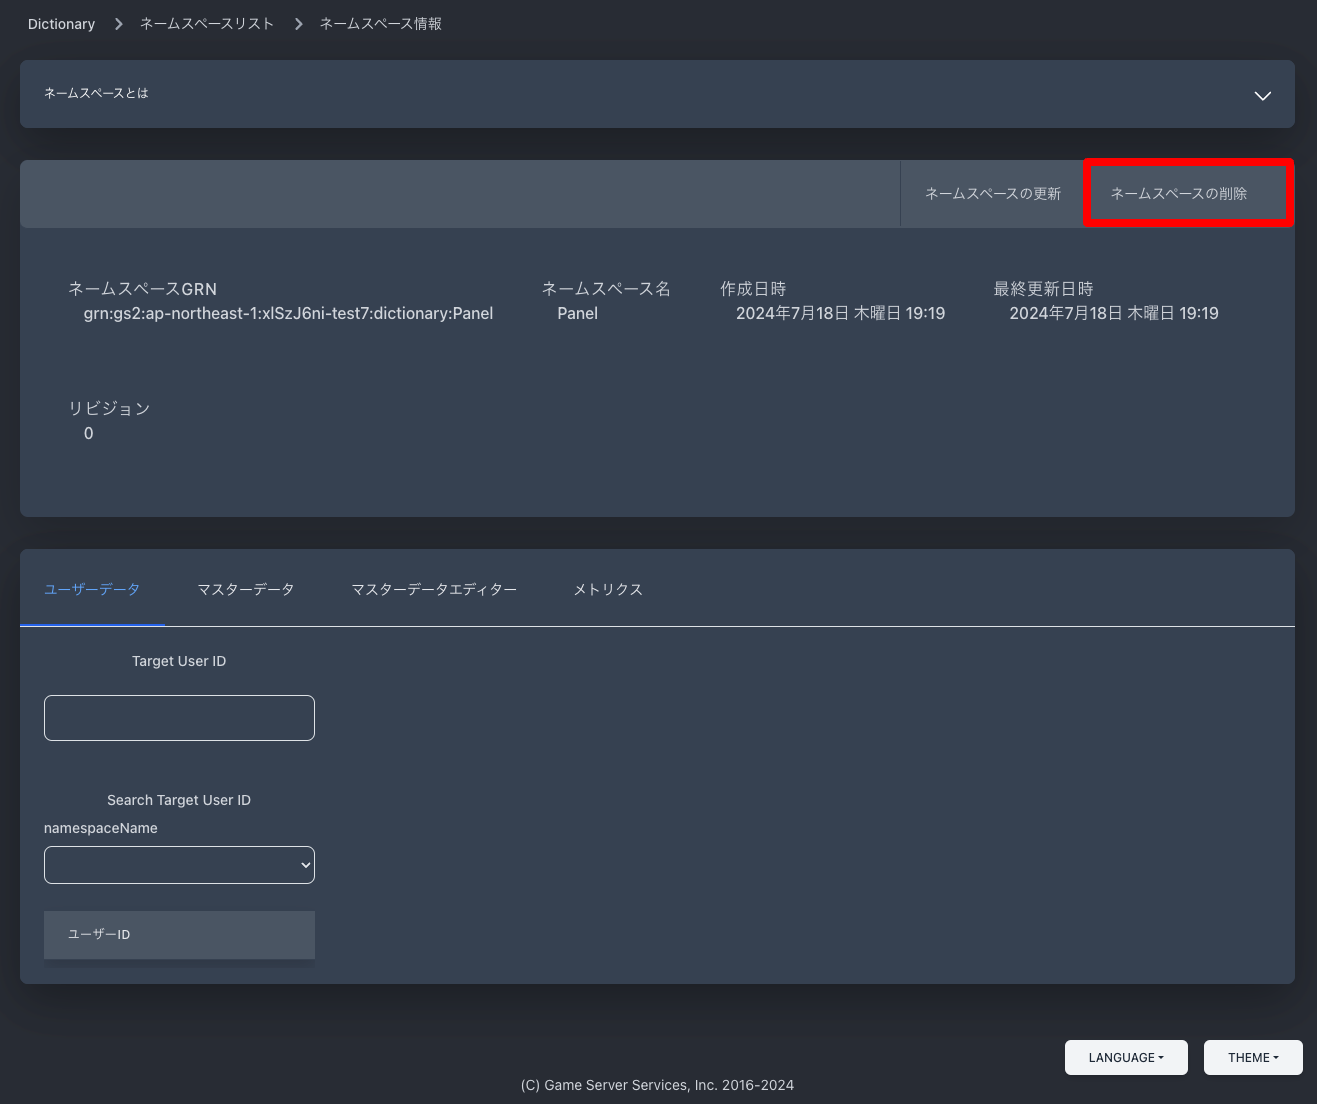 Dictionary
ネームスペースリスト
ネームスペース情報
ネームスペースとは
ネームスペースの更新
ネームスペースの削除
ネームスペースGRN
grn:gs2:ap-northeast-1:xlSzJ6ni-test7:dictionary:Panel
ネームスペース名
Panel
作成日時
2024年7月18日 木曜日 19:19
最終更新日時
2024年7月18日 木曜日 19:19
リビジョン
0
ユーザーデータ
マスターデータ
マスターデータエディター
メトリクス
Target User ID
Search Target User ID
namespaceName
ユーザーID
LANGUAGE
THEME
(C) Game Server Services, Inc. 2016-2024